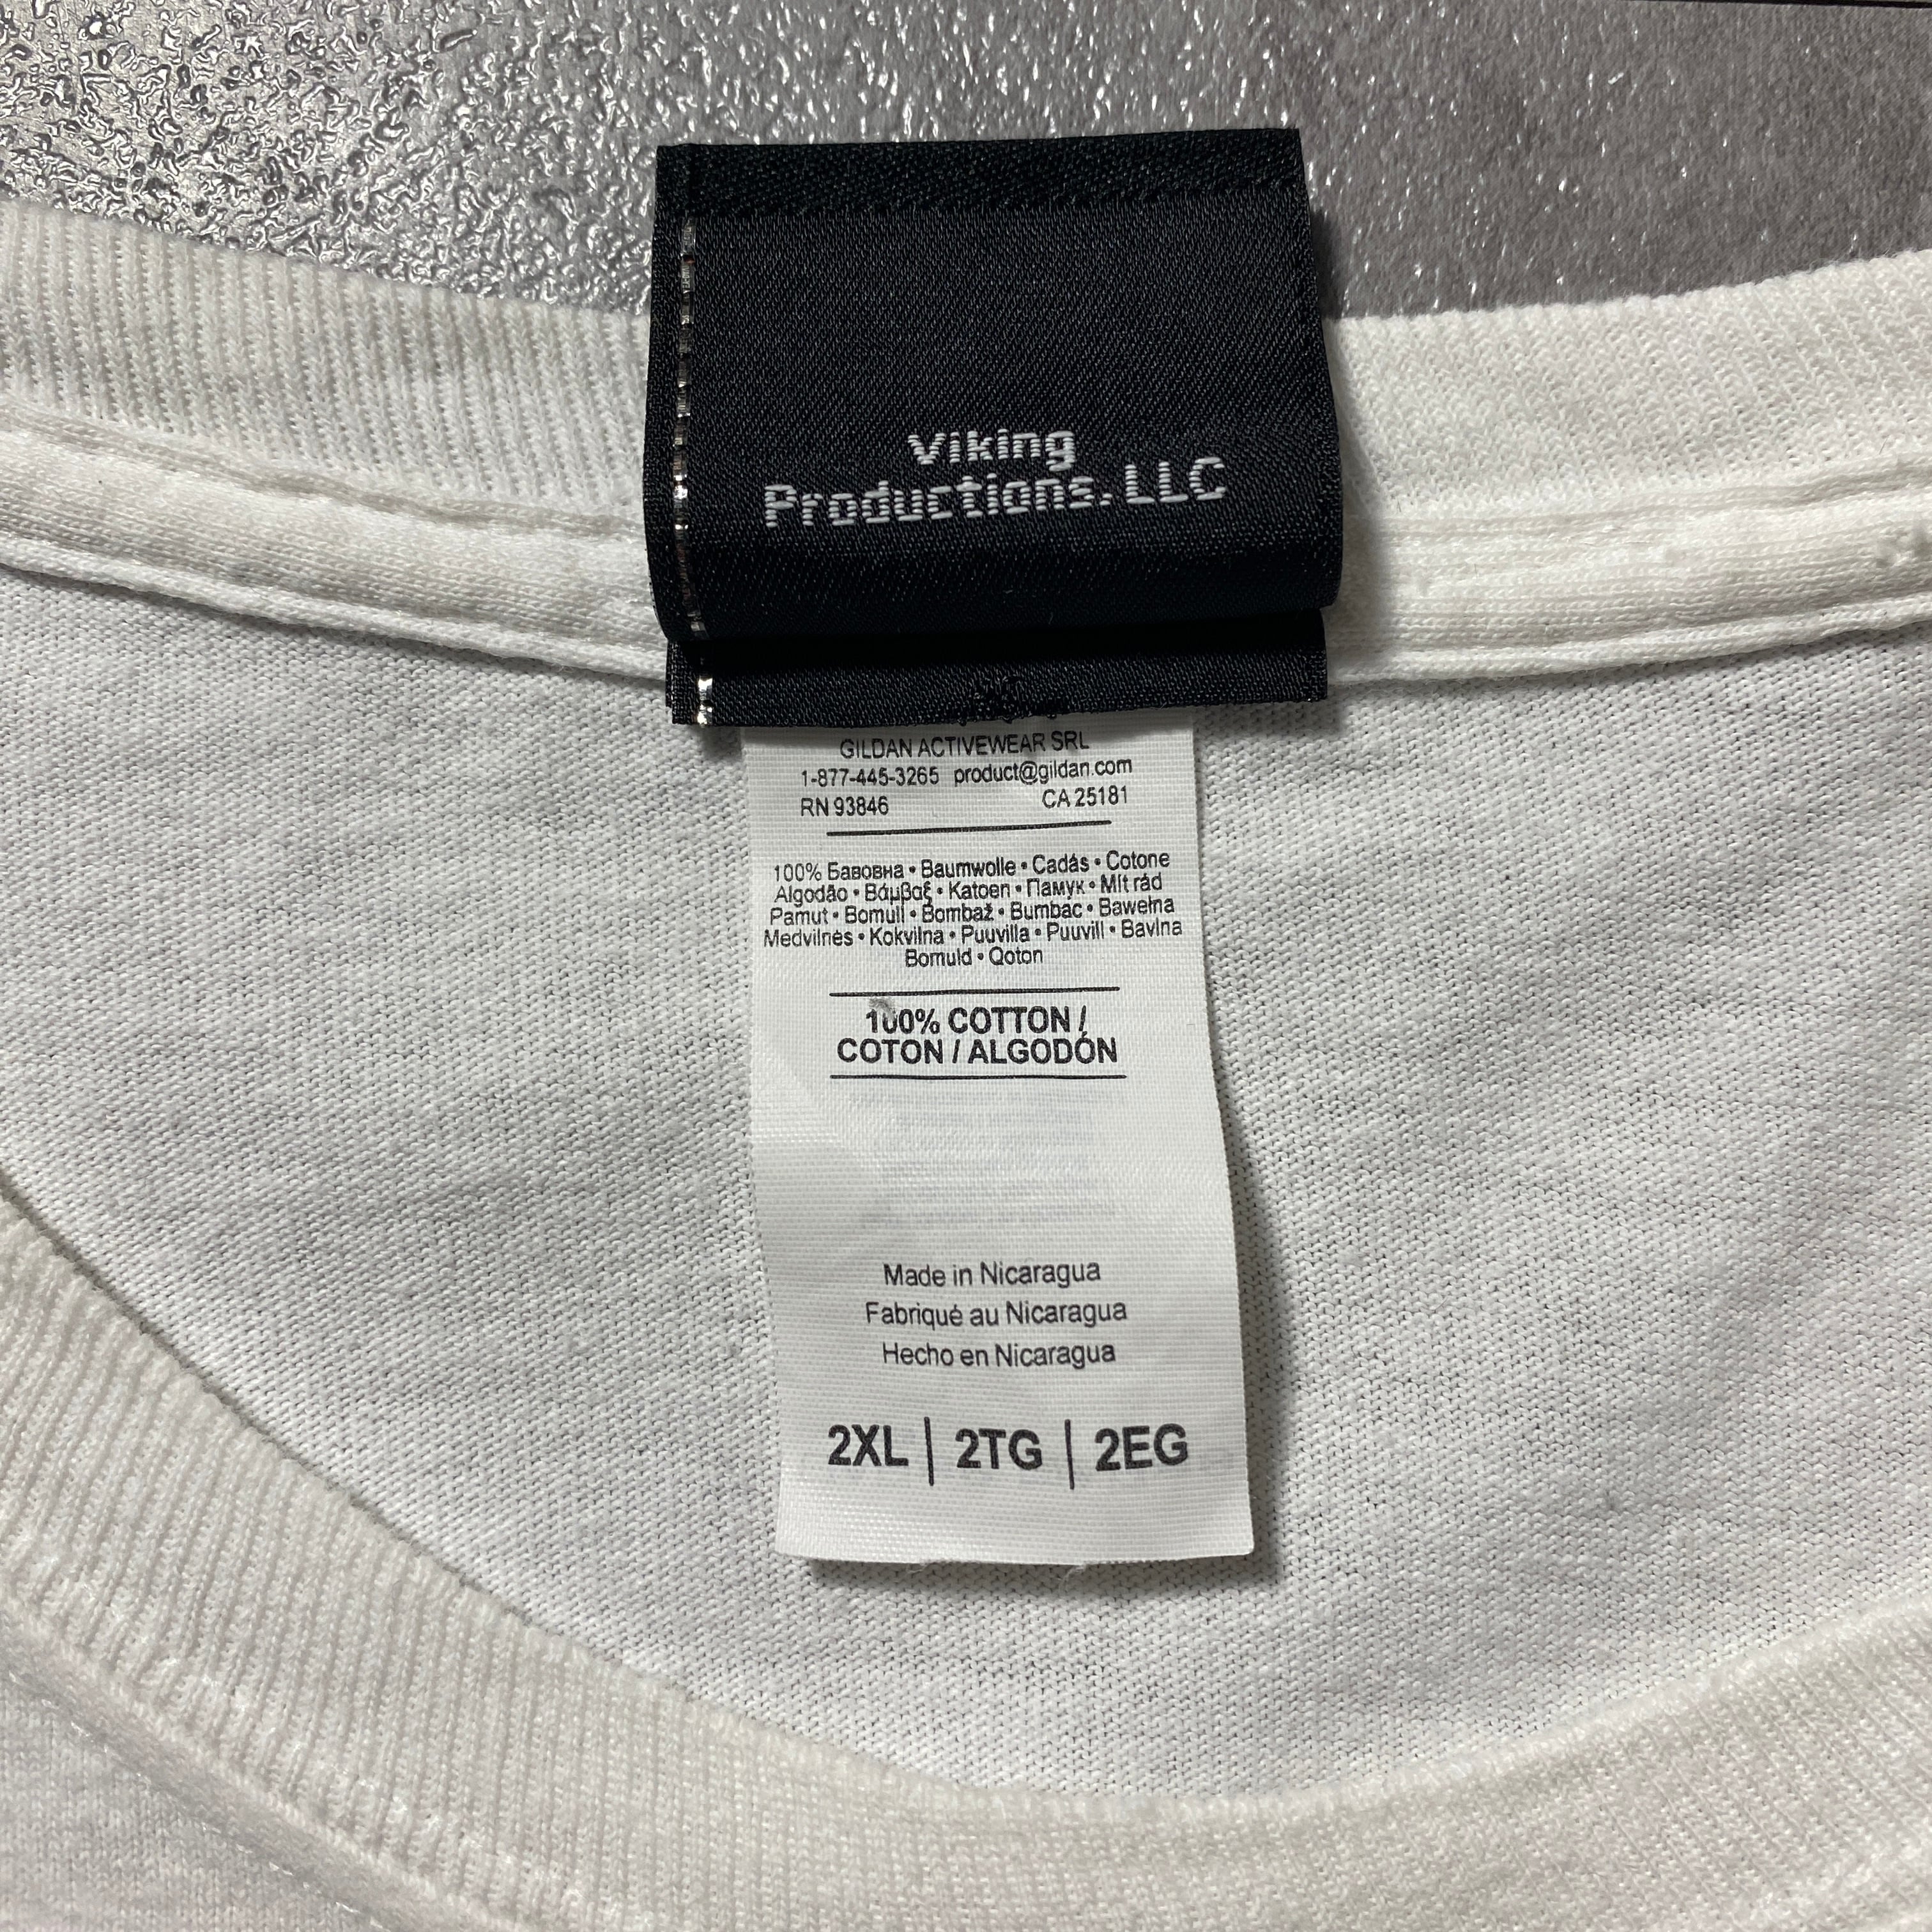 Viking
Productions, LLC
GILDAN ACTIVEWEAR SRL
1-877-445-3265 product@gildan.com
RN 93846 CA 25181
100% Бавовна • Baumwolle • Cadás • Cotone
Algodão • Βάμβαξ • Katoen • Памук • Mít rád
Pamut • Bomull • Bombaž • Bumbac • Bawełna
Medvilnės • Kokvilna • Puuvilla • Puuvill • Bavlna
Bomuld • Qoton
100% COTTON /
COTON / ALGODÓN
Made in Nicaragua
Fabriqué au Nicaragua
Hecho en Nicaragua
2XL | 2TG | 2EG